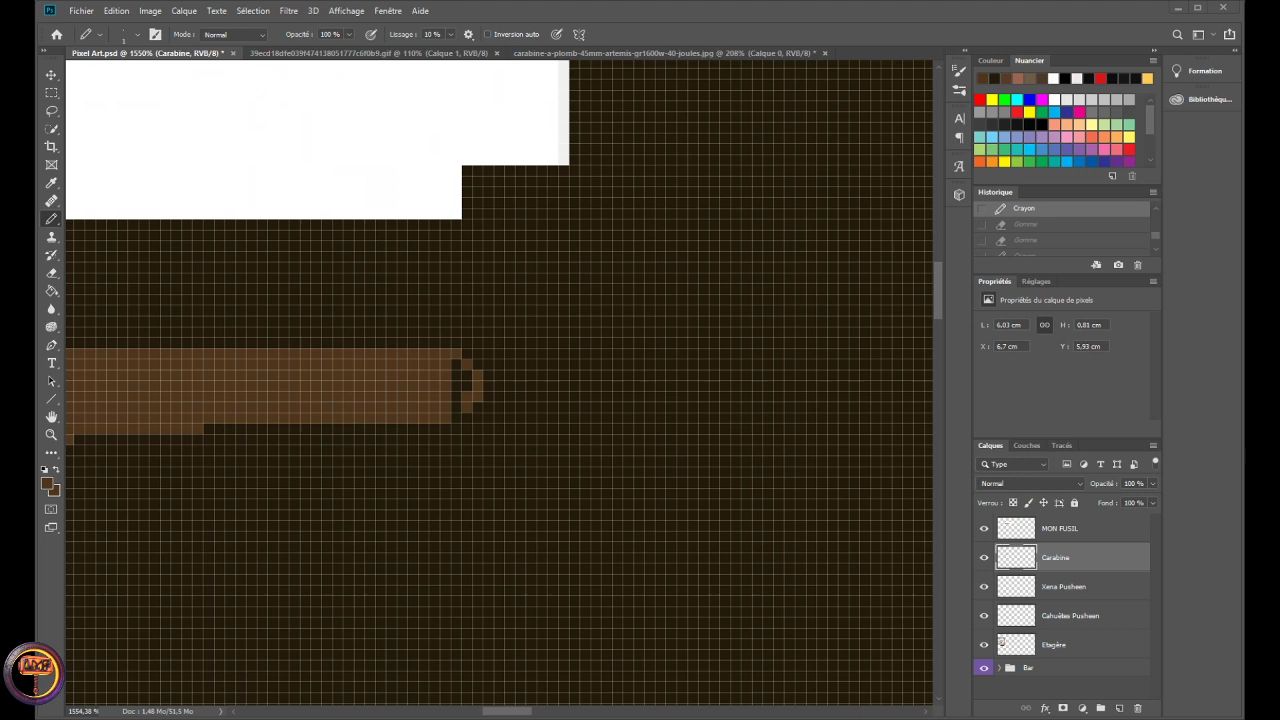 Ps Fichier Edition Image Calque Texte Sélection Filtre 3D Affichage Fenêtre Aide
1 Mode : Normal Opacité : 100 % Lissage : 10 % Inversion auto
Pixel Art.psd @ 1550% (Carabine, RVB/8) * × 39ecd18dfe039f474138051777c6f0b9.gif @ 110% (Calque 1, RVB/8) × carabine-a-plomb-45mm-artemis-gr1600w-40-joules.jpg @ 208% (Calque 0, RVB/8) * ×
Couleur Nuancier
Formation
Bibliothèqu...
Historique
Crayon
Gomme
Gomme
Propriétés Réglages
Propriétés du calque de pixels
L : 6,03 cm H : 0,81 cm
X : 6,7 cm Y : 5,93 cm
Calques Couches Tracés
Type
Normal Opacité : 100 %
Verrou : Fond : 100 %
MON FUSIL
Carabine
Xena Pusheen
Cahuètes Pusheen
Etagère
Bar
fx
1554,38 % Doc : 1,48 Mo/51,5 Mo